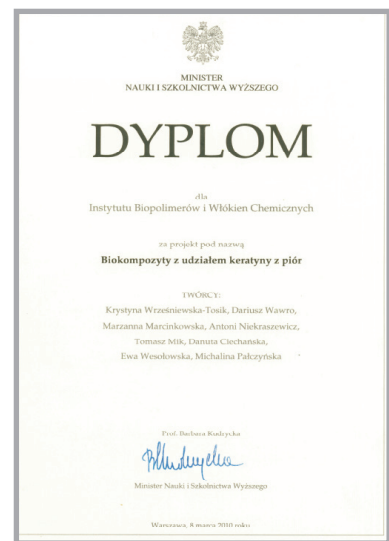 MINISTER
NAUKI I SZKOLNICTWA WYŻSZEGO
DYPLOM
dla
Instytutu Biopolimerów i Włókien Chemicznych
za projekt pod nazwą
Biokompozyty z udziałem keratyny z piór
TWÓRCY:
Krystyna Wrześniewska-Tosik, Dariusz Wawro,
Marzanna Marcinkowska, Antoni Niekraszewicz,
Tomasz Mik, Danuta Ciechańska,
Ewa Wesołowska, Michalina Pałczyńska
Prof. Barbara Kudrycka
BKudrycka
Minister Nauki i Szkolnictwa Wyższego
Warszawa, 8 marca 2010 roku